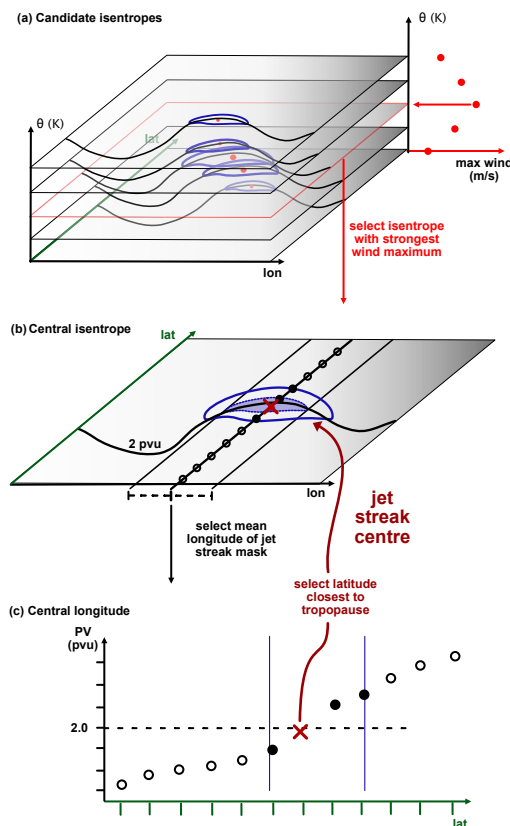 (a) Candidate isentropes
θ (K)
θ (K)
lat
max wind
(m/s)
select isentrope
with strongest
wind maximum
lon
(b) Central isentrope
lat
2 pvu
lon
select mean
longitude of jet
streak mask
jet
streak
centre
select latitude
closest to
tropopause
(c) Central longitude
PV
(pvu)
2.0
lat